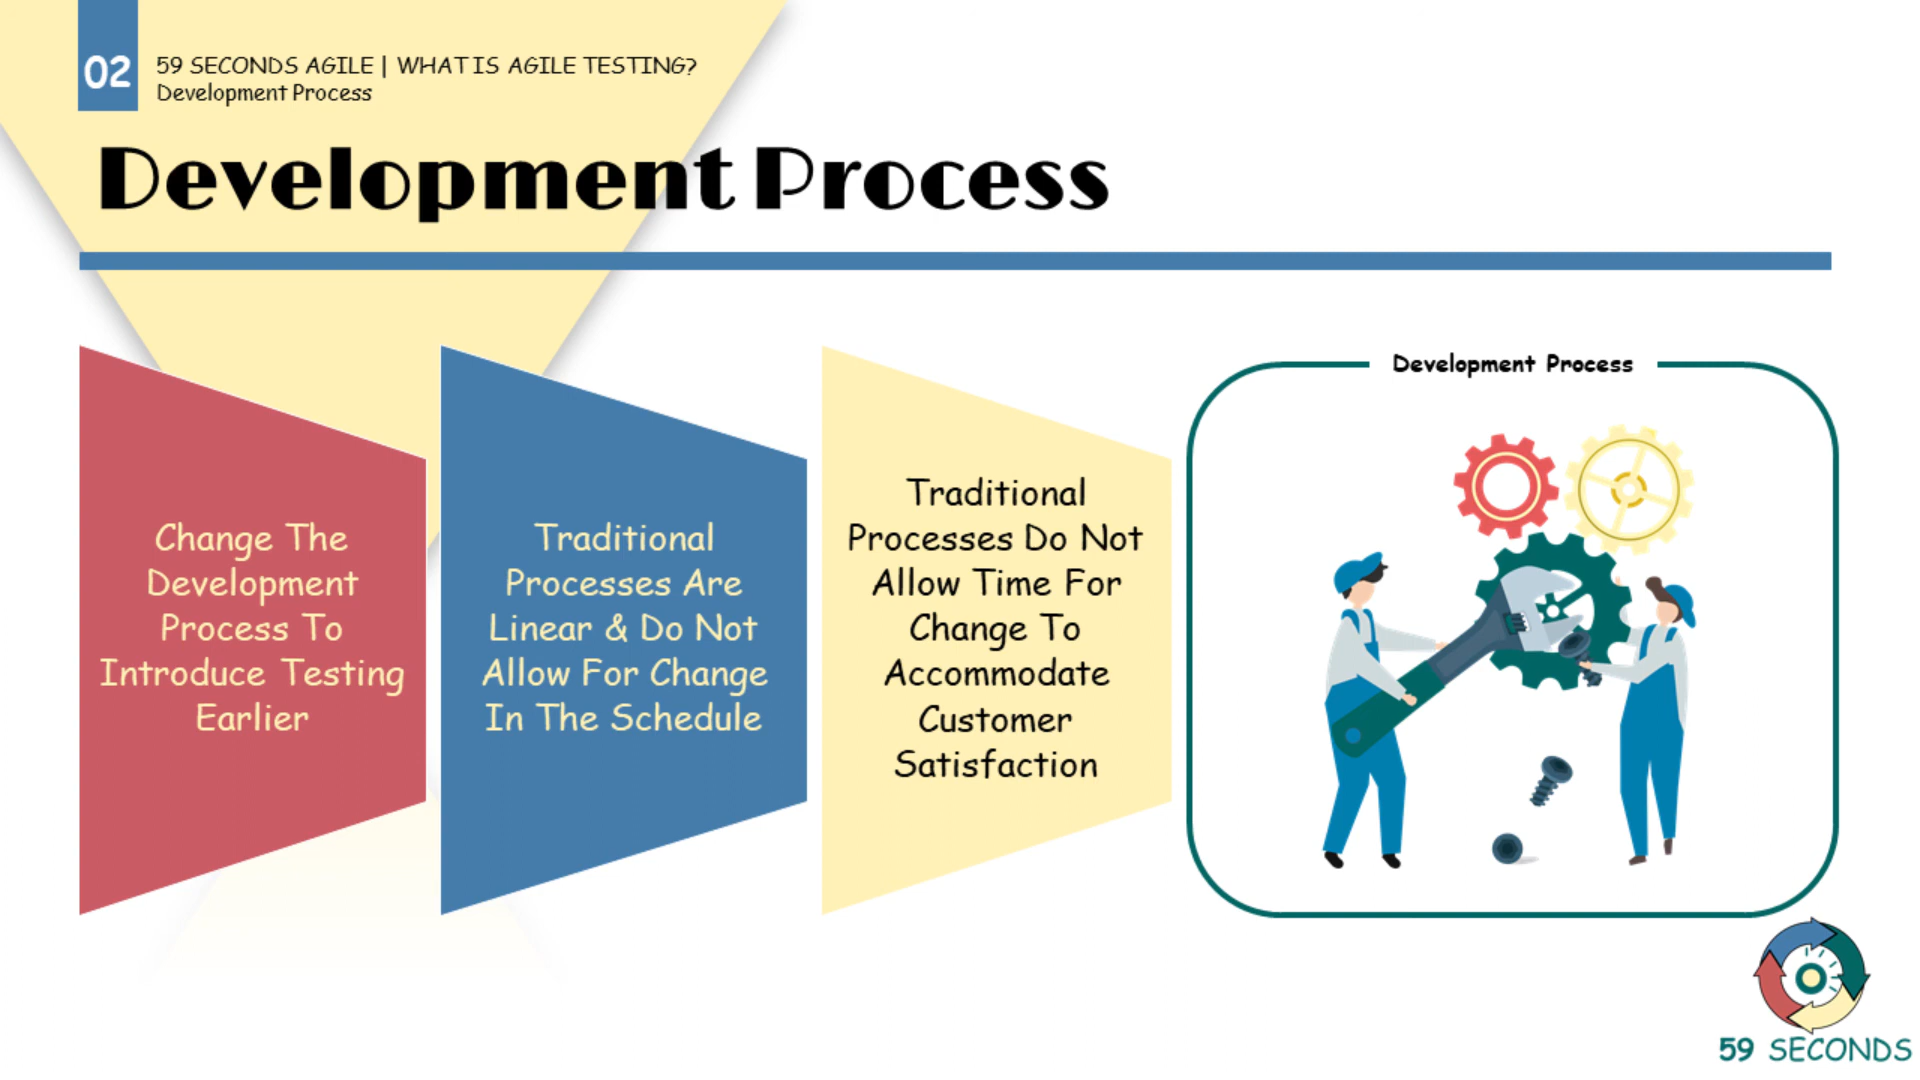 02
59 SECONDS AGILE | WHAT IS AGILE TESTING?
Development Process
Development Process
Change The
Development
Process To
Introduce Testing
Earlier
Traditional
Processes Are
Linear & Do Not
Allow For Change
In The Schedule
Traditional
Processes Do Not
Allow Time For
Change To
Accommodate
Customer
Satisfaction
Development Process
59 SECONDS